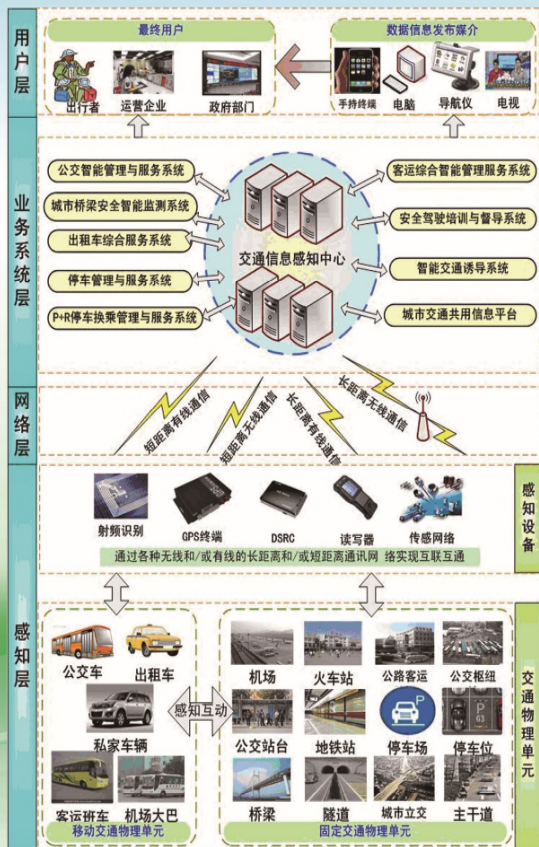 用户层
最终用户
出行者
运营企业
政府部门
数据信息发布媒介
手持终端
电脑
导航仪
电视
业务系统层
公交智能管理与服务系统
城市桥梁安全智能监测系统
出租车综合服务系统
停车管理与服务系统
P+R停车换乘管理与服务系统
交通信息感知中心
客运综合智能管理服务系统
安全驾驶培训与督导系统
智能交通诱导系统
城市交通共用信息平台
网络层
短距离有线通信
短距离无线通信
长距离有线通信
长距离无线通信
感知层
射频识别
GPS终端
DSRC
读写器
传感网络
通过各种无线和/或有线的长距离和/或短距离通讯网 络实现互联互通
感知设备
公交车
出租车
私家车辆
客运班车
机场大巴
移动交通物理单元
感知互动
机场
火车站
公路客运
公交枢纽
公交站台
地铁站
P
停车场
P
G3
停车位
桥梁
隧道
城市立交
主干道
固定交通物理单元
交通物理单元